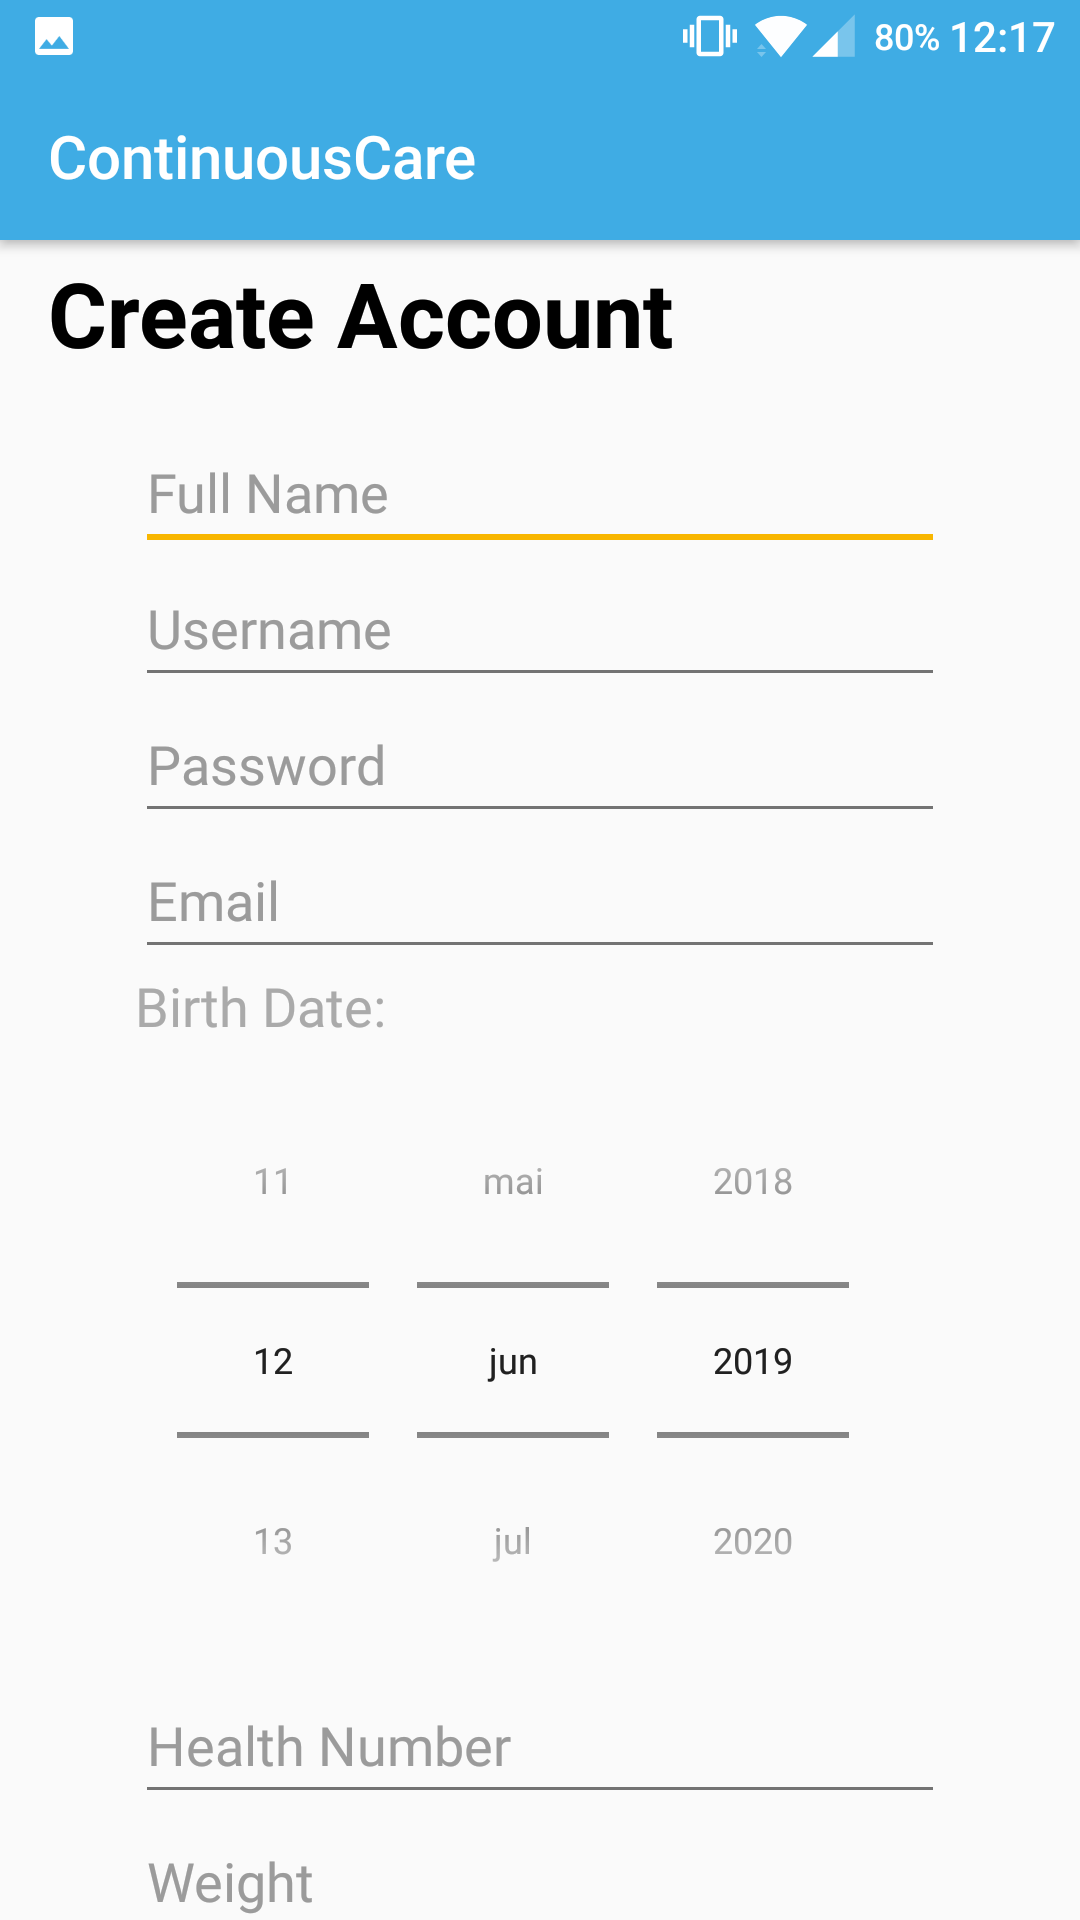 80% 12:17
ContinuousCare
Create Account
Full Name
Username
Password
Email
Birth Date:
11 mai 2018
12 jun 2019
13 jul 2020
Health Number
Weight